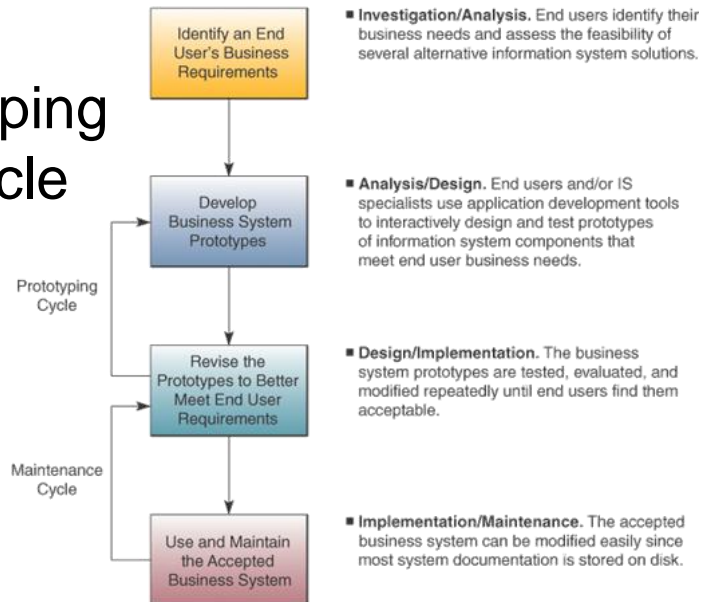 ping
cle
Identify an End
User's Business
Requirements
■ Investigation/Analysis. End users identify their
business needs and assess the feasibility of
several alternative information system solutions.
Develop
Business System
Prototypes
■ Analysis/Design. End users and/or IS
specialists use application development tools
to interactively design and test prototypes
of information system components that
meet end user business needs.
Prototyping
Cycle
Revise the
Prototypes to Better
Meet End User
Requirements
■ Design/Implementation. The business
system prototypes are tested, evaluated, and
modified repeatedly until end users find them
acceptable.
Maintenance
Cycle
Use and Maintain
the Accepted
Business System
■ Implementation/Maintenance. The accepted
business system can be modified easily since
most system documentation is stored on disk.